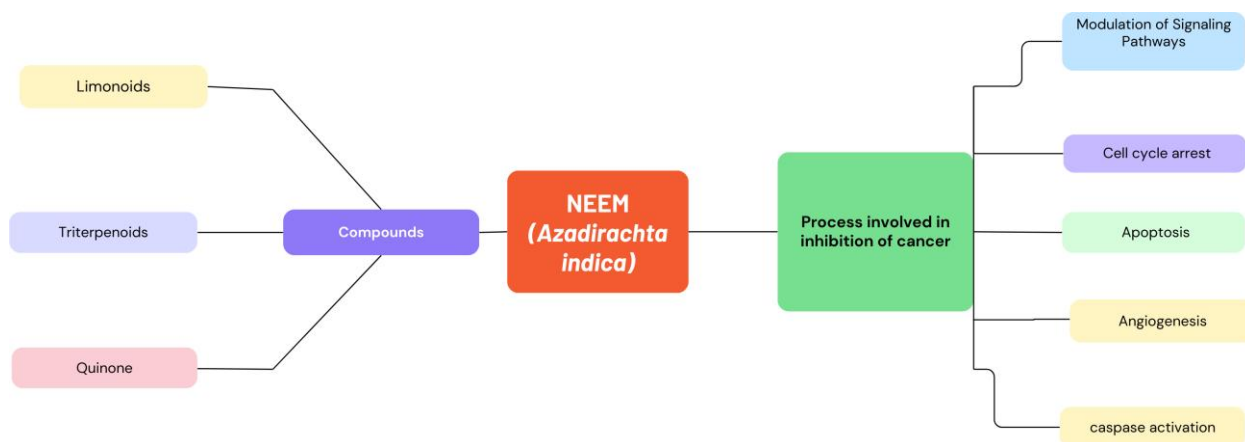 Limonoids
Triterpenoids
Quinone
Compounds
NEEM
(Azadirachta
indica)
Process involved in
inhibition of cancer
Modulation of Signaling
Pathways
Cell cycle arrest
Apoptosis
Angiogenesis
caspase activation